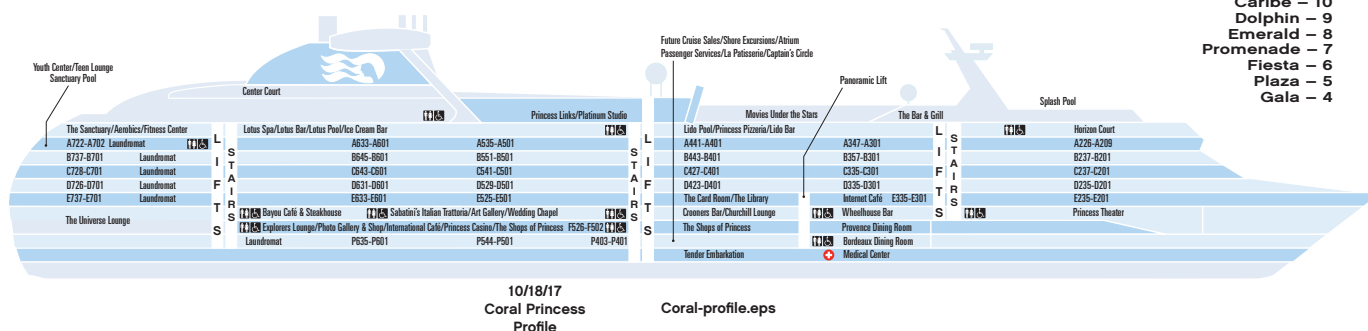 Caribe – 10
Dolphin – 9
Emerald – 8
Promenade – 7
Fiesta – 6
Plaza – 5
Gala – 4
Future Cruise Sales/Shore Excursions/Atrium
Passenger Services/La Patisserie/Captain's Circle
Youth Center/Teen Lounge
Sanctuary Pool
Panoramic Lift
Center Court
Princess Links/Platinum Studio
Movies Under the Stars
The Bar & Grill
Splash Pool
The Sanctuary/Aerobics/Fitness Center
Lotus Spa/Lotus Bar/Lotus Pool/Ice Cream Bar
Lido Pool/Princess Pizzeria/Lido Bar
Horizon Court
A722-A702 Laundromat
A633-A601
A535-A501
A441-A401
A347-A301
A226-A209
B737-B701 Laundromat
B645-B601
B551-B501
B443-B401
B357-B301
B237-B201
C728-C701 Laundromat
C643-C601
C541-C501
C427-C401
C335-C301
C237-C201
D726-D701 Laundromat
D631-D601
D529-D501
D423-D401
D335-D301
D235-D201
E737-E701 Laundromat
E633-E601
E525-E501
The Card Room/The Library
Internet Café E335-E301
E235-E201
The Universe Lounge
Bayou Café & Steakhouse
Sabatini's Italian Trattoria/Art Gallery/Wedding Chapel
Crooners Bar/Churchill Lounge
Wheelhouse Bar
Princess Theater
Explorers Lounge/Photo Gallery & Shop/International Café/Princess Casino/The Shops of Princess F526-F502
The Shops of Princess
Provence Dining Room
Laundromat
P635-P601
P544-P501
P403-P401
Bordeaux Dining Room
Tender Embarkation
Medical Center
LIFTS
STAIRS
STAIRS
LIFTS
LIFTS
STAIRS
10/18/17
Coral Princess
Profile
Coral-profile.eps